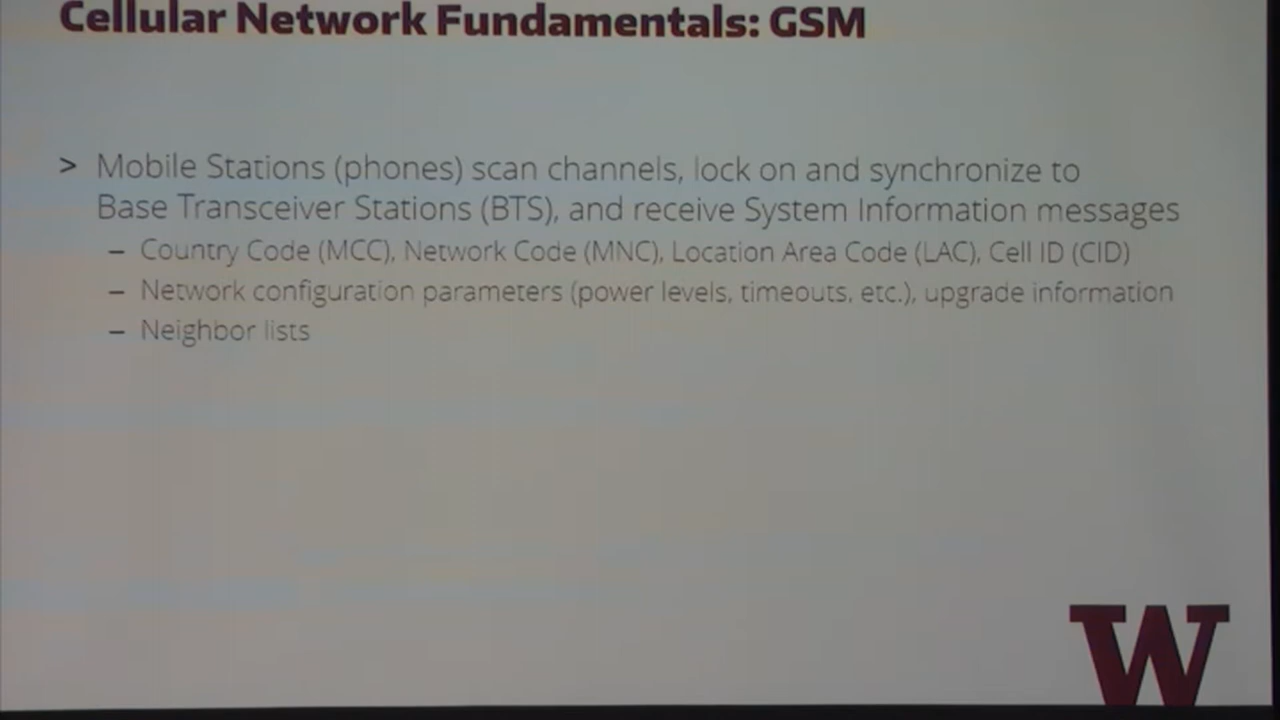 Cellular Network Fundamentals: GSM
> Mobile Stations (phones) scan channels, lock on and synchronize to
Base Transceiver Stations (BTS), and receive System Information messages
– Country Code (MCC), Network Code (MNC), Location Area Code (LAC), Cell ID (CID)
– Network configuration parameters (power levels, timeouts, etc.), upgrade information
– Neighbor lists
W